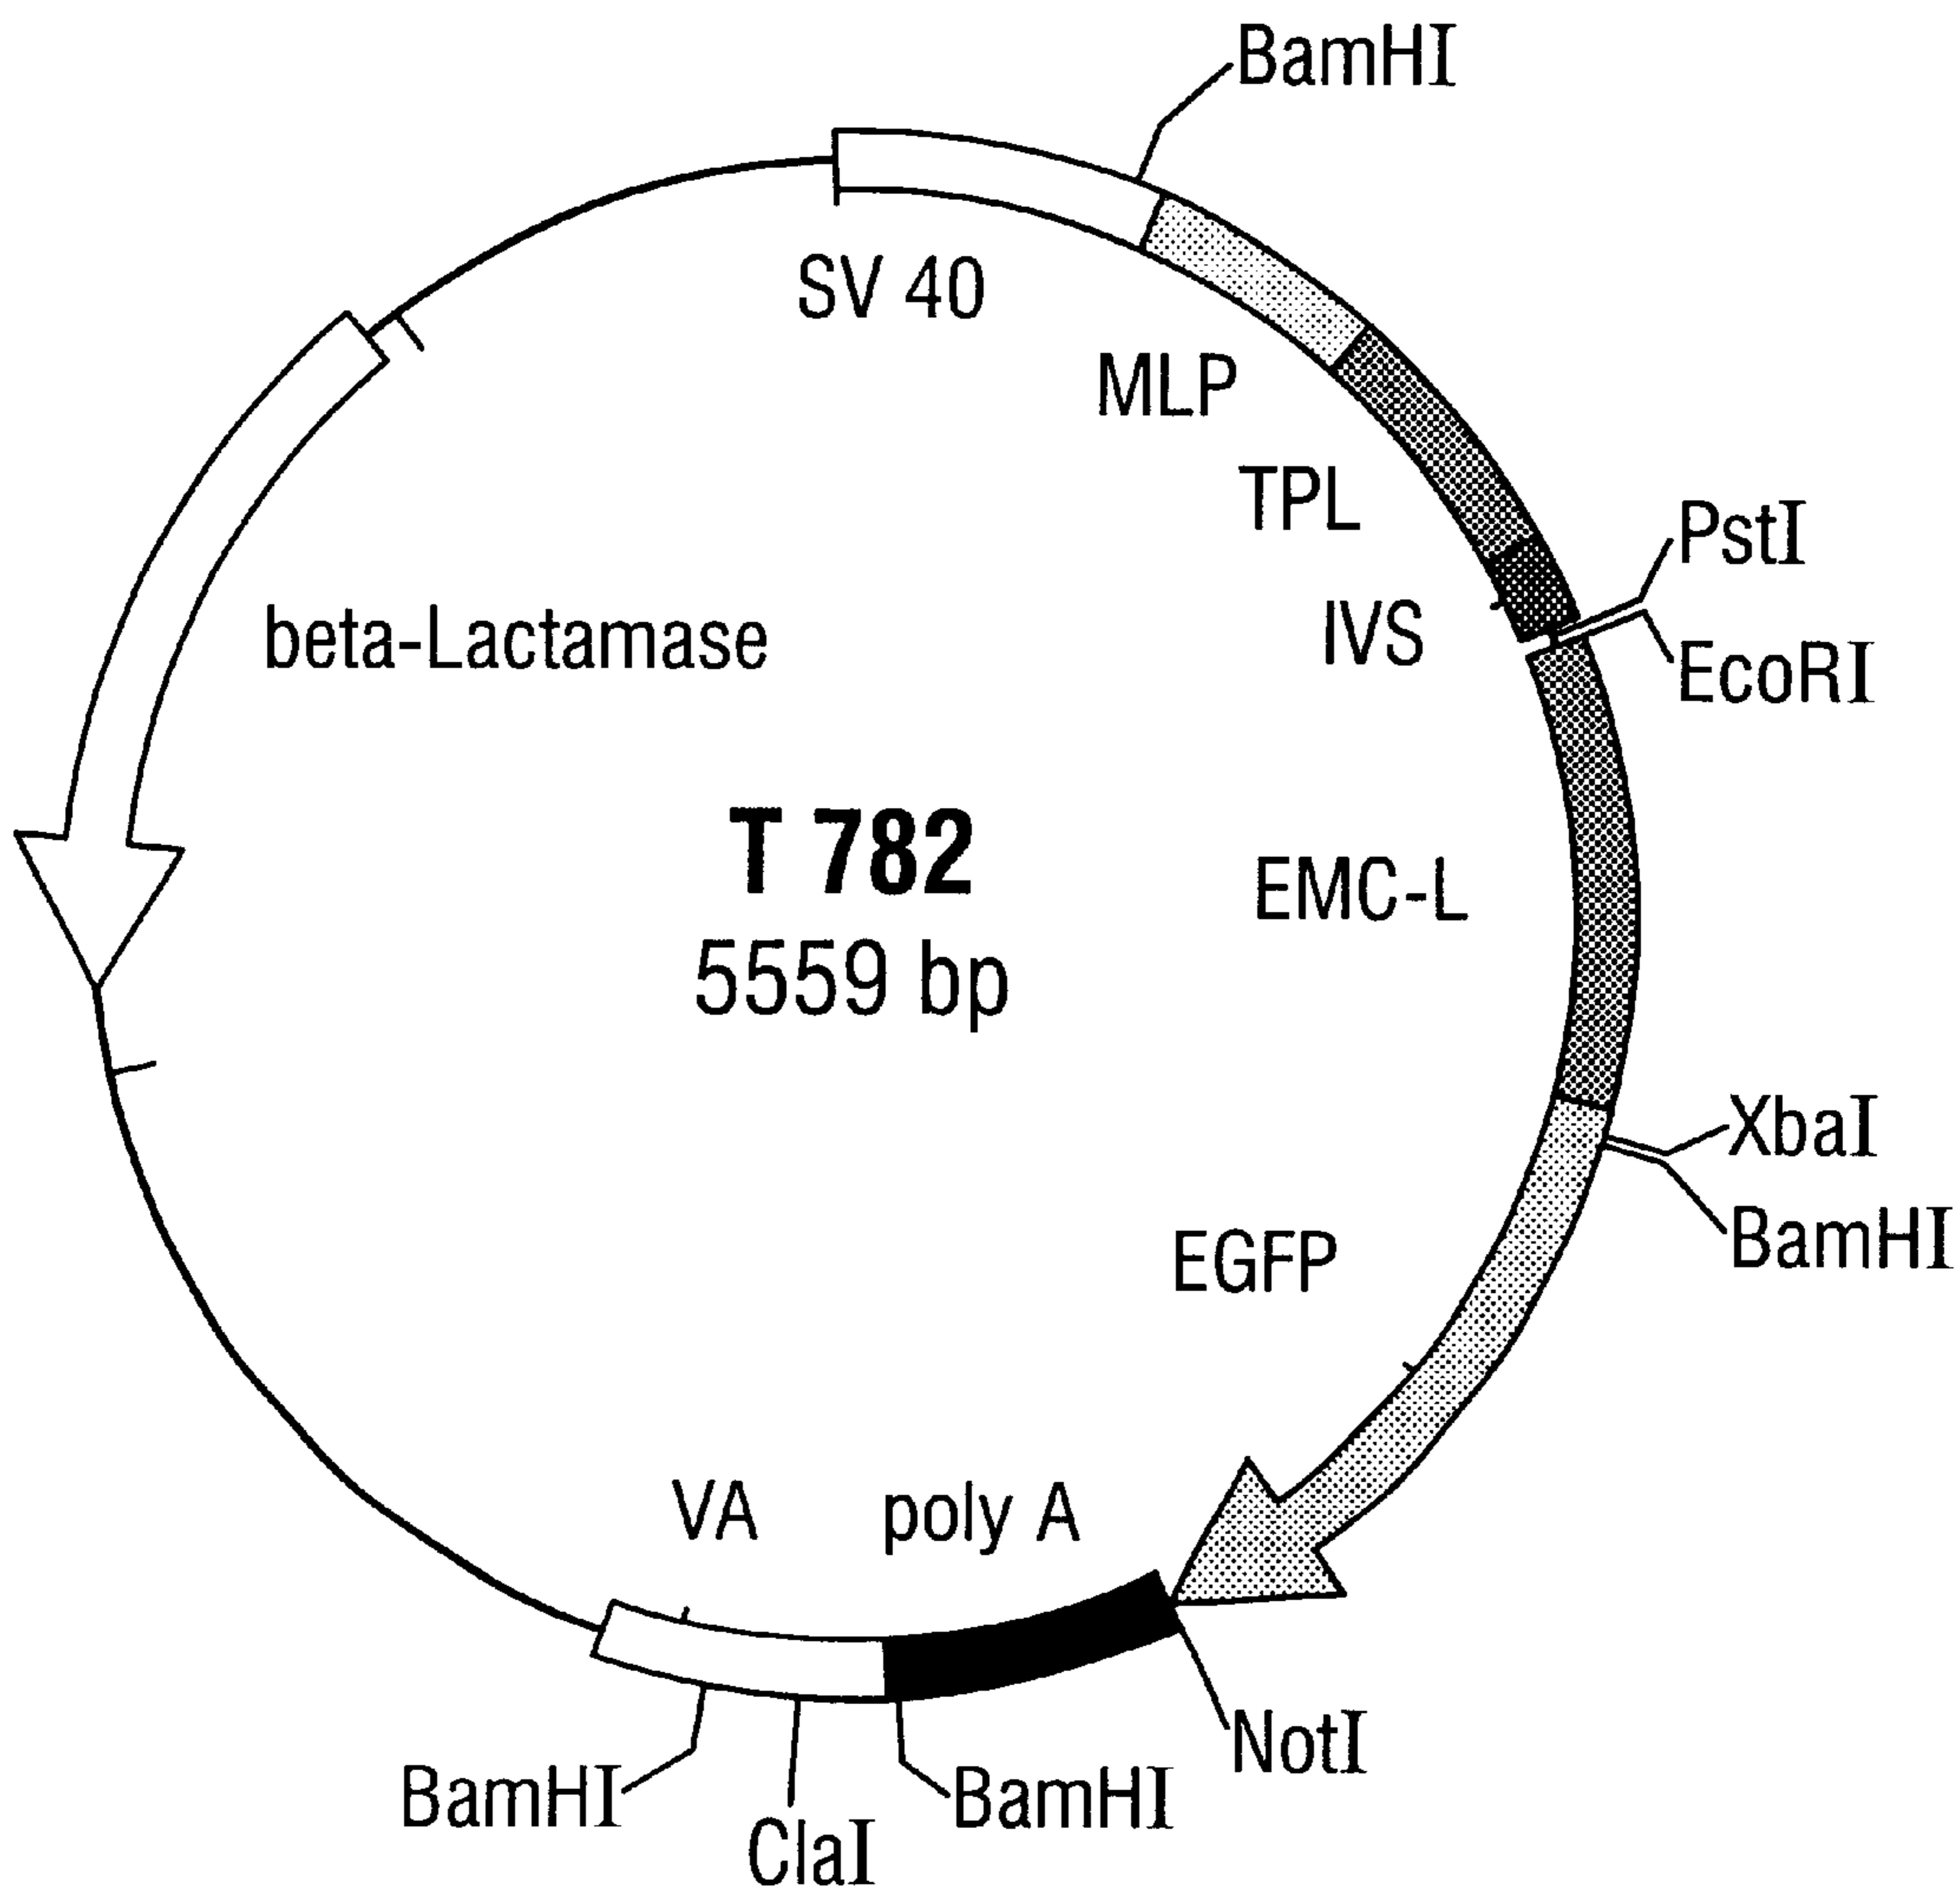 BamHI
SV 40
MLP
TPL
PstI
IVS
EcoRI
beta-Lactamase
T 782
5559 bp
EMC-L
XbaI
BamHI
EGFP
VA
poly A
NotI
BamHI
BamHI
ClaI